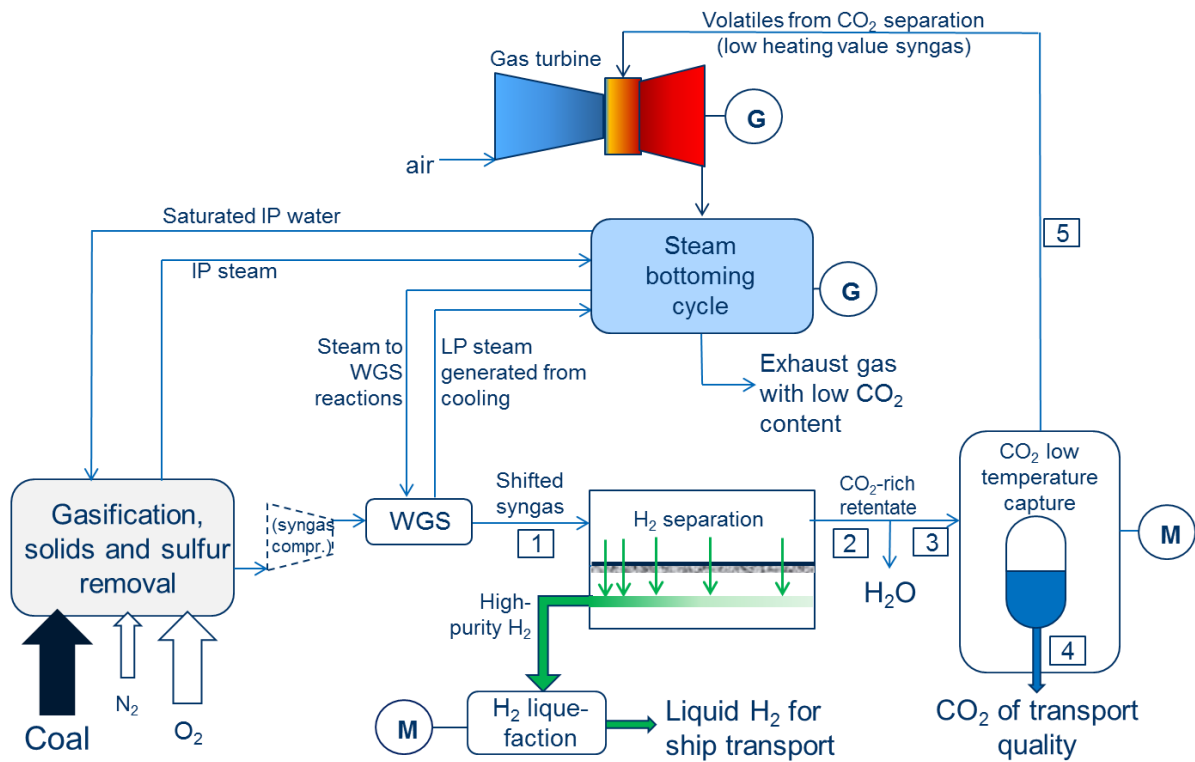 Volatiles from CO₂ separation
(low heating value syngas)
Gas turbine
G
air
Saturated IP water
IP steam
Steam
bottoming
cycle
G
5
Steam to
WGS
reactions
LP steam
generated from
cooling
Exhaust gas
with low CO₂
content
Gasification,
solids and sulfur
removal
(syngas
compr.)
WGS
Shifted
syngas
1
H₂ separation
CO₂-rich
retentate
2
3
H₂O
CO₂ low
temperature
capture
M
4
High-
purity H₂
Coal
N₂
O₂
M
H₂ lique-
faction
Liquid H₂ for
ship transport
CO₂ of transport
quality